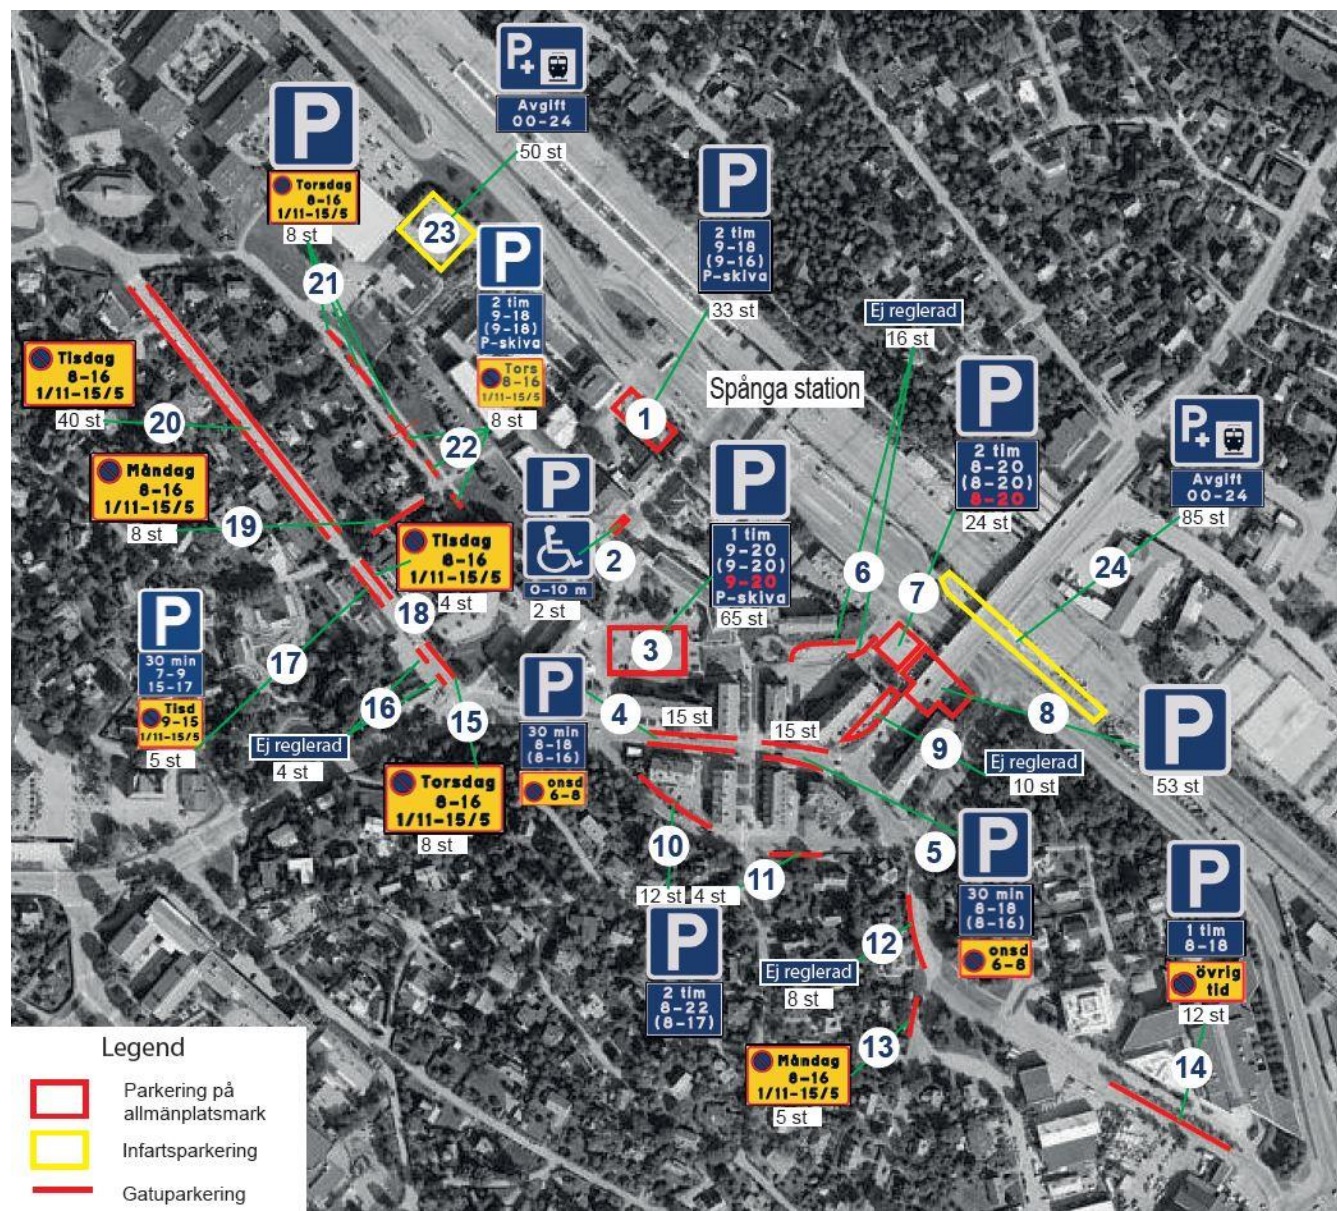 P+
Avgift
00-24
50 st
P
Torsdag
8-16
1/11-15/5
8 st
21
23
P
2 tim
9-18
(9-18)
P-skiva
Tors
8-16
1/11-15/5
8 st
22
P
2 tim
9-18
(9-16)
P-skiva
33 st
1
Spånga station
Ej reglerad
16 st
6
P
2 tim
8-20
(8-20)
8-20
24 st
7
P+
Avgift
00-24
85 st
24
Tisdag
8-16
1/11-15/5
40 st
20
Måndag
8-16
1/11-15/5
8 st
19
Tisdag
8-16
1/11-15/5
4 st
18
P
0-10 m
2 st
2
P
1 tim
9-20
(9-20)
9-20
P-skiva
65 st
3
P
30 min
7-9
15-17
Tisd
9-15
1/11-15/5
5 st
17
16
Ej reglerad
4 st
15
Torsdag
8-16
1/11-15/5
8 st
P
30 min
8-18
(8-16)
onsd
6-8
4
15 st
15 st
8
P
53 st
9
Ej reglerad
10 st
10
11
12 st
4 st
P
2 tim
8-22
(8-17)
5
P
30 min
8-18
(8-16)
onsd
6-8
12
Ej reglerad
8 st
13
Måndag
8-16
1/11-15/5
5 st
P
1 tim
8-18
övrig
tid
12 st
14
Legend
Parkering på
allmänplatsmark
Infartsparkering
Gatuparkering